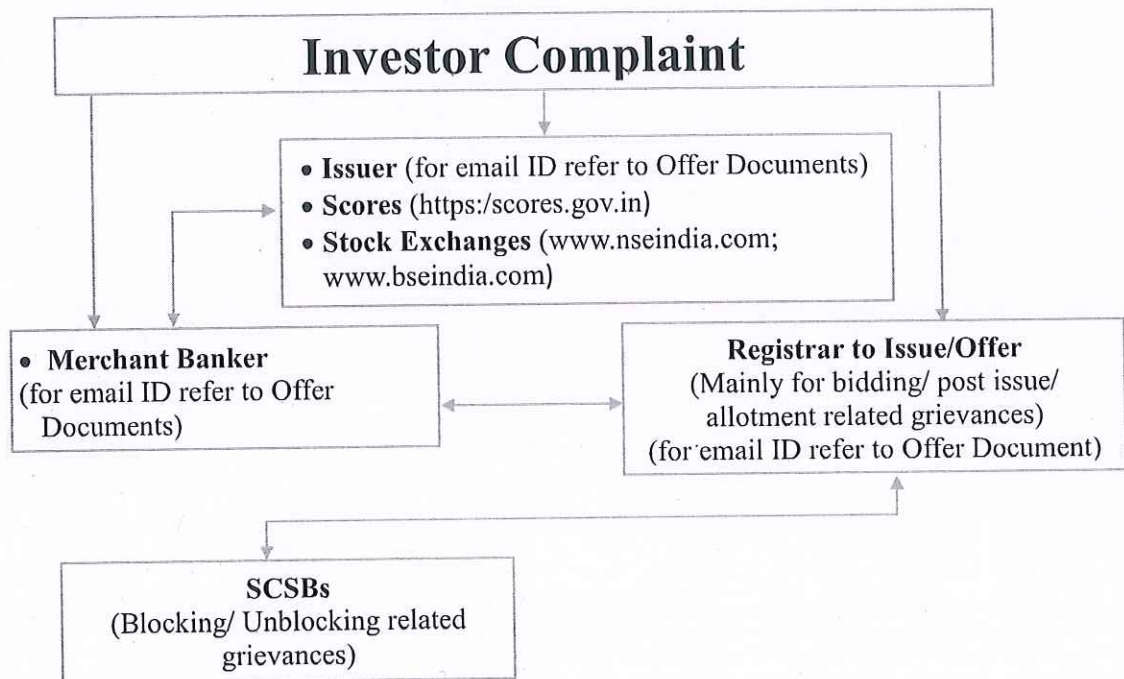 Investor Complaint
• Issuer (for email ID refer to Offer Documents)
• Scores (https:/scores.gov.in)
• Stock Exchanges (www.nseindia.com;
www.bseindia.com)
• Merchant Banker
(for email ID refer to Offer
Documents)
Registrar to Issue/Offer
(Mainly for bidding/ post issue/
allotment related grievances)
(for email ID refer to Offer Document)
SCSBs
(Blocking/ Unblocking related
grievances)